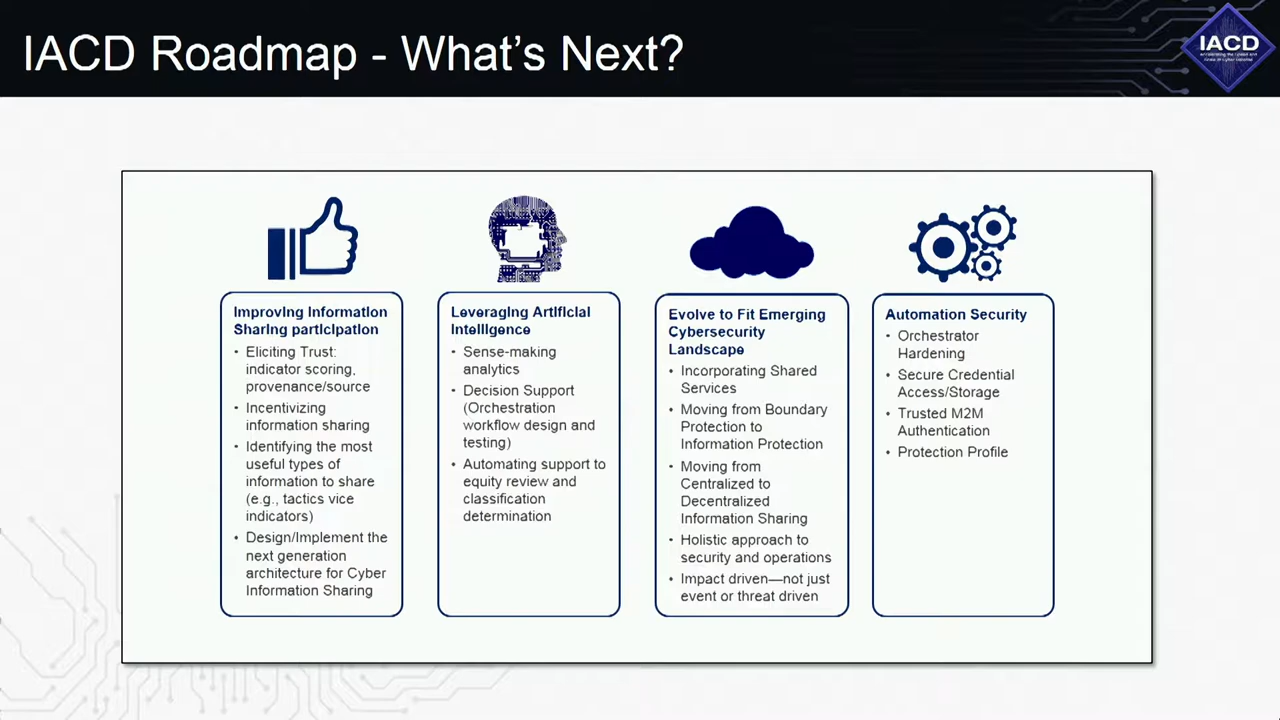 IACD Roadmap - What's Next?
IACD
Improving Information
Sharing participation
• Eliciting Trust:
indicator scoring,
provenance/source
• Incentivizing
information sharing
• Identifying the most
useful types of
information to share
(e.g., tactics vice
indicators)
• Design/Implement the
next generation
architecture for Cyber
Information Sharing
Leveraging Artificial
Intelligence
• Sense-making
analytics
• Decision Support
(Orchestration
workflow design and
testing)
• Automating support to
equity review and
classification
determination
Evolve to Fit Emerging
Cybersecurity
Landscape
• Incorporating Shared
Services
• Moving from Boundary
Protection to
Information Protection
• Moving from
Centralized to
Decentralized
Information Sharing
• Holistic approach to
security and operations
• Impact driven—not just
event or threat driven
Automation Security
• Orchestrator
Hardening
• Secure Credential
Access/Storage
• Trusted M2M
Authentication
• Protection Profile